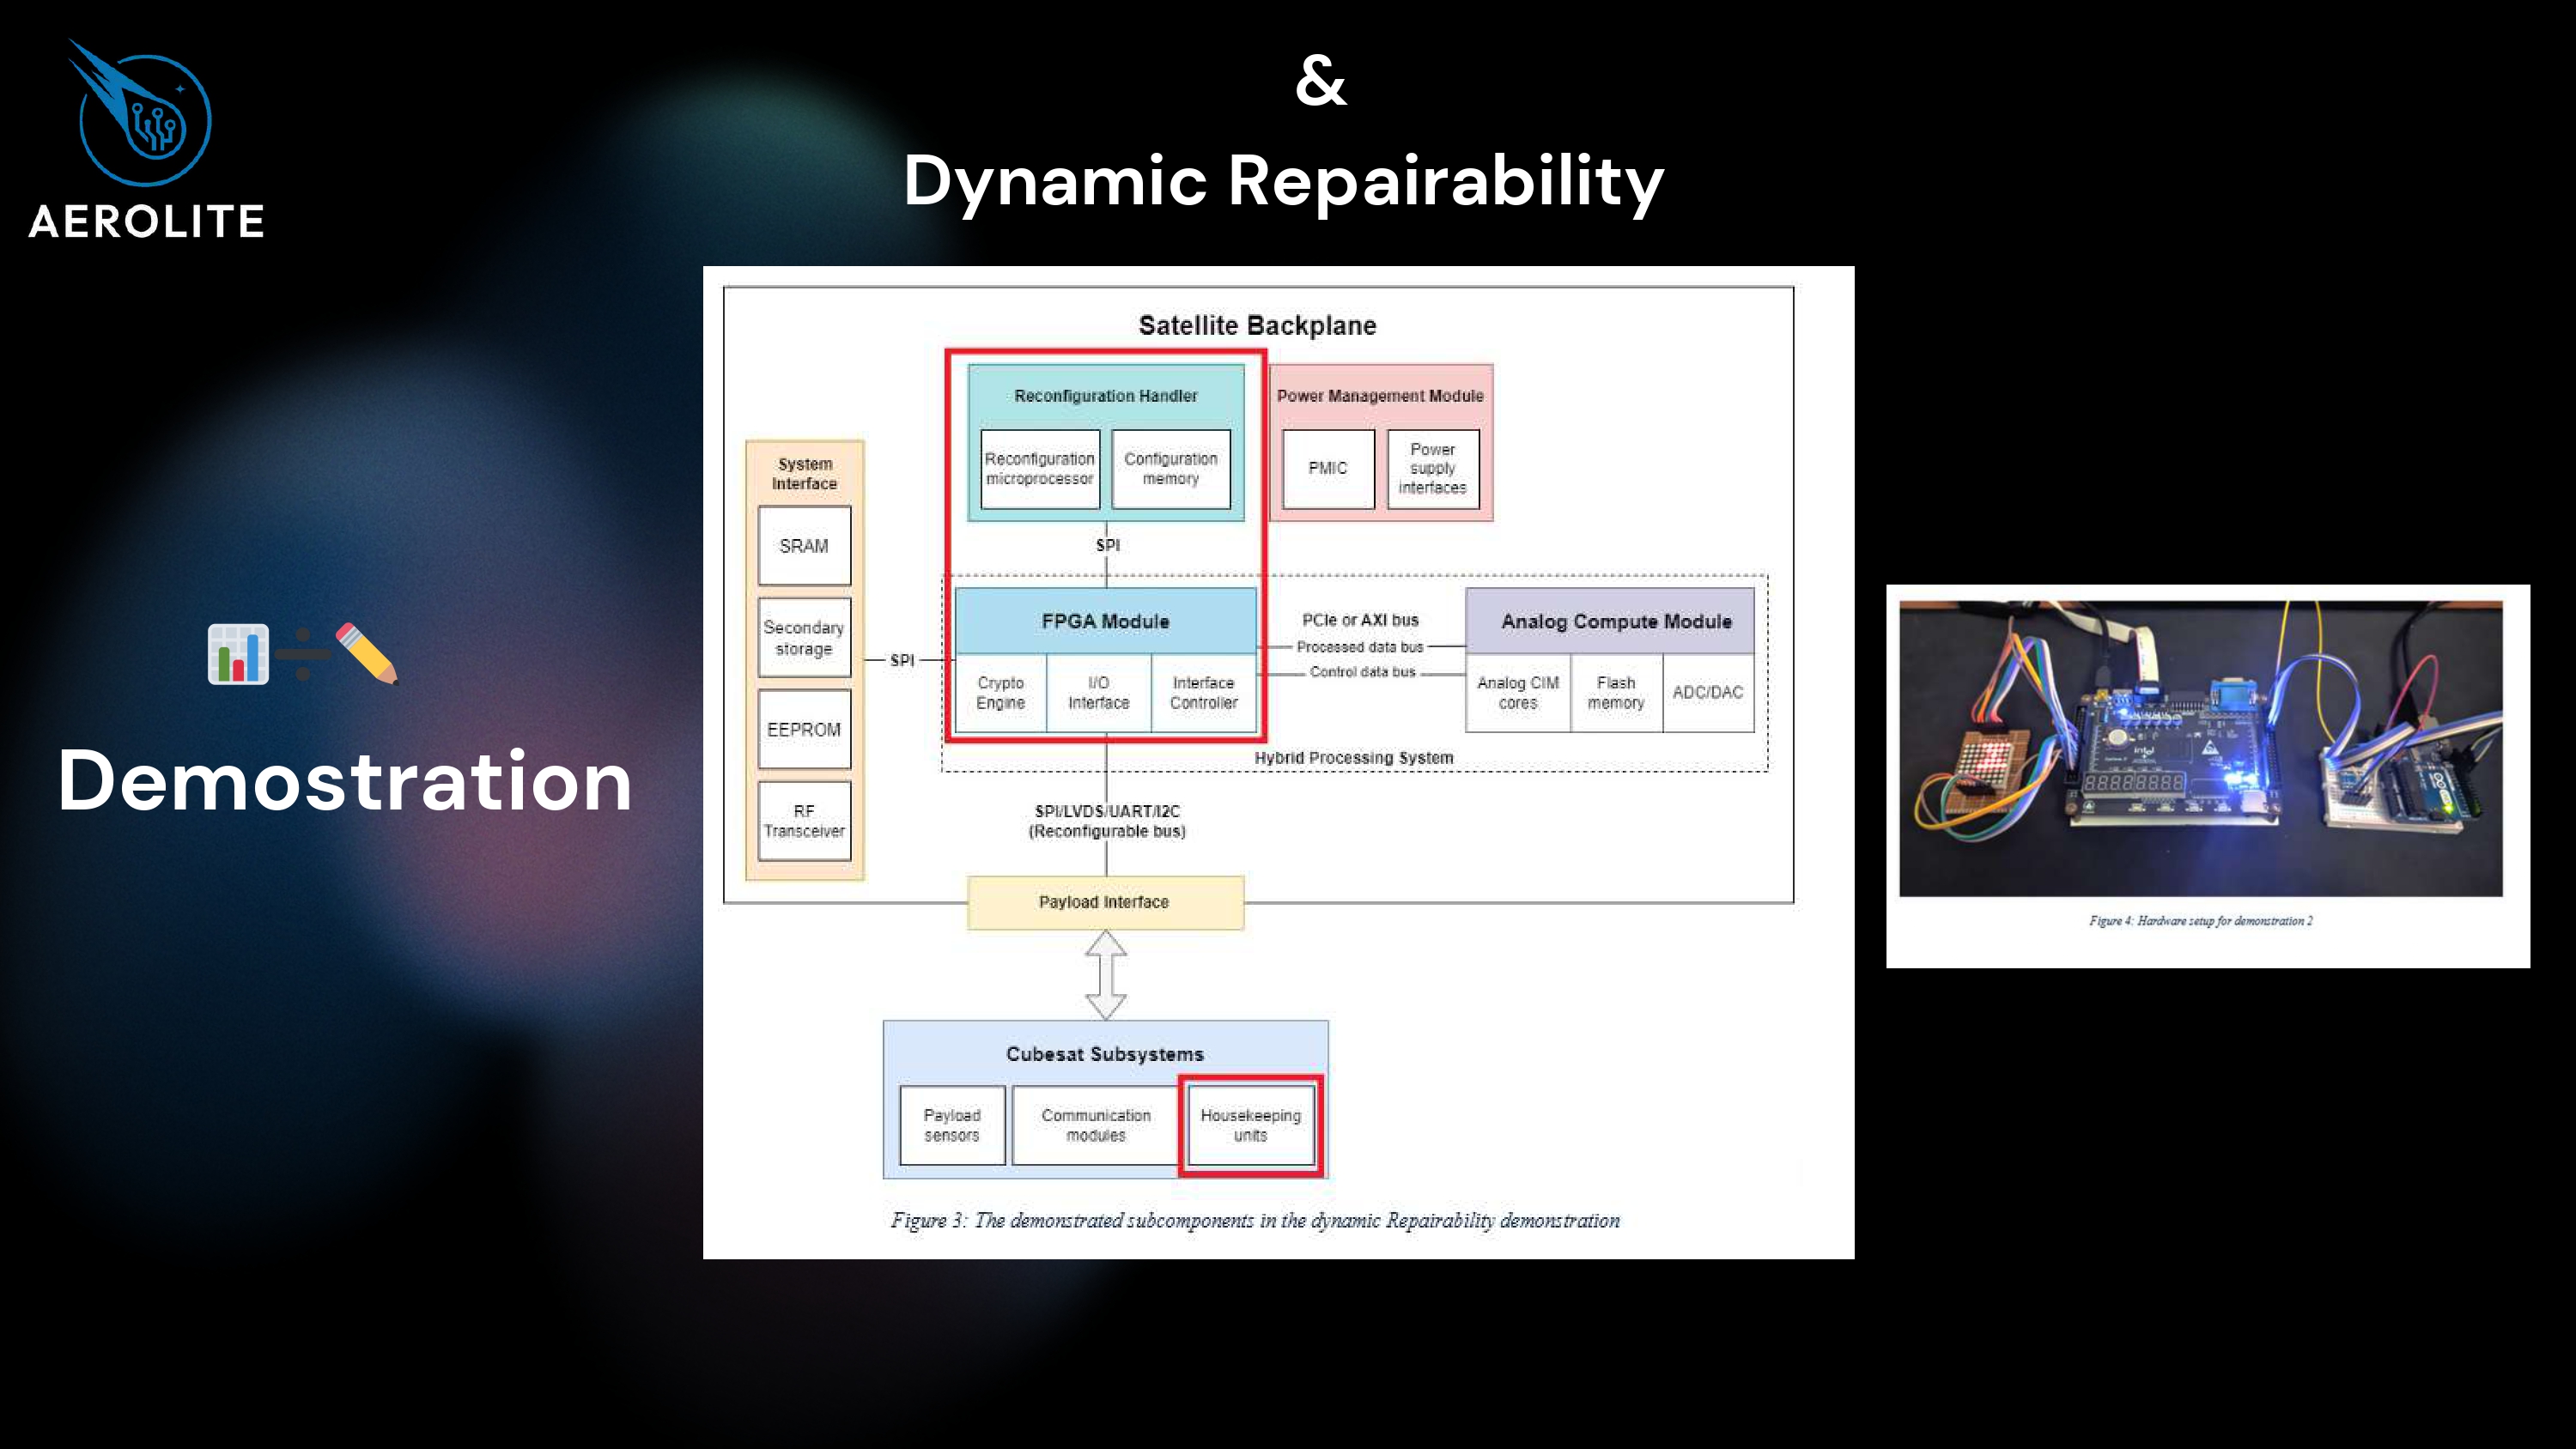 AEROLITE
&
Dynamic Repairability
Demostration
Satellite Backplane
Reconfiguration Handler
Reconfiguration
microprocessor
Configuration
memory
Power Management Module
PMIC
Power
supply
interfaces
System
Interface
SRAM
Secondary
storage
EEPROM
RF
Transceiver
SPI
SPI
FPGA Module
Crypto
Engine
I/O
Interface
Interface
Controller
PCIe or AXI bus
Processed data bus
Control data bus
Analog Compute Module
Analog CIM
cores
Flash
memory
ADC/DAC
Hybrid Processing System
SPI/LVDS/UART/I2C
(Reconfigurable bus)
Payload Interface
Cubesat Subsystems
Payload
sensors
Communication
modules
Housekeeping
units
Figure 3: The demonstrated subcomponents in the dynamic Repairability demonstration
intel
Figure 4: Hardware setup for demonstration 2